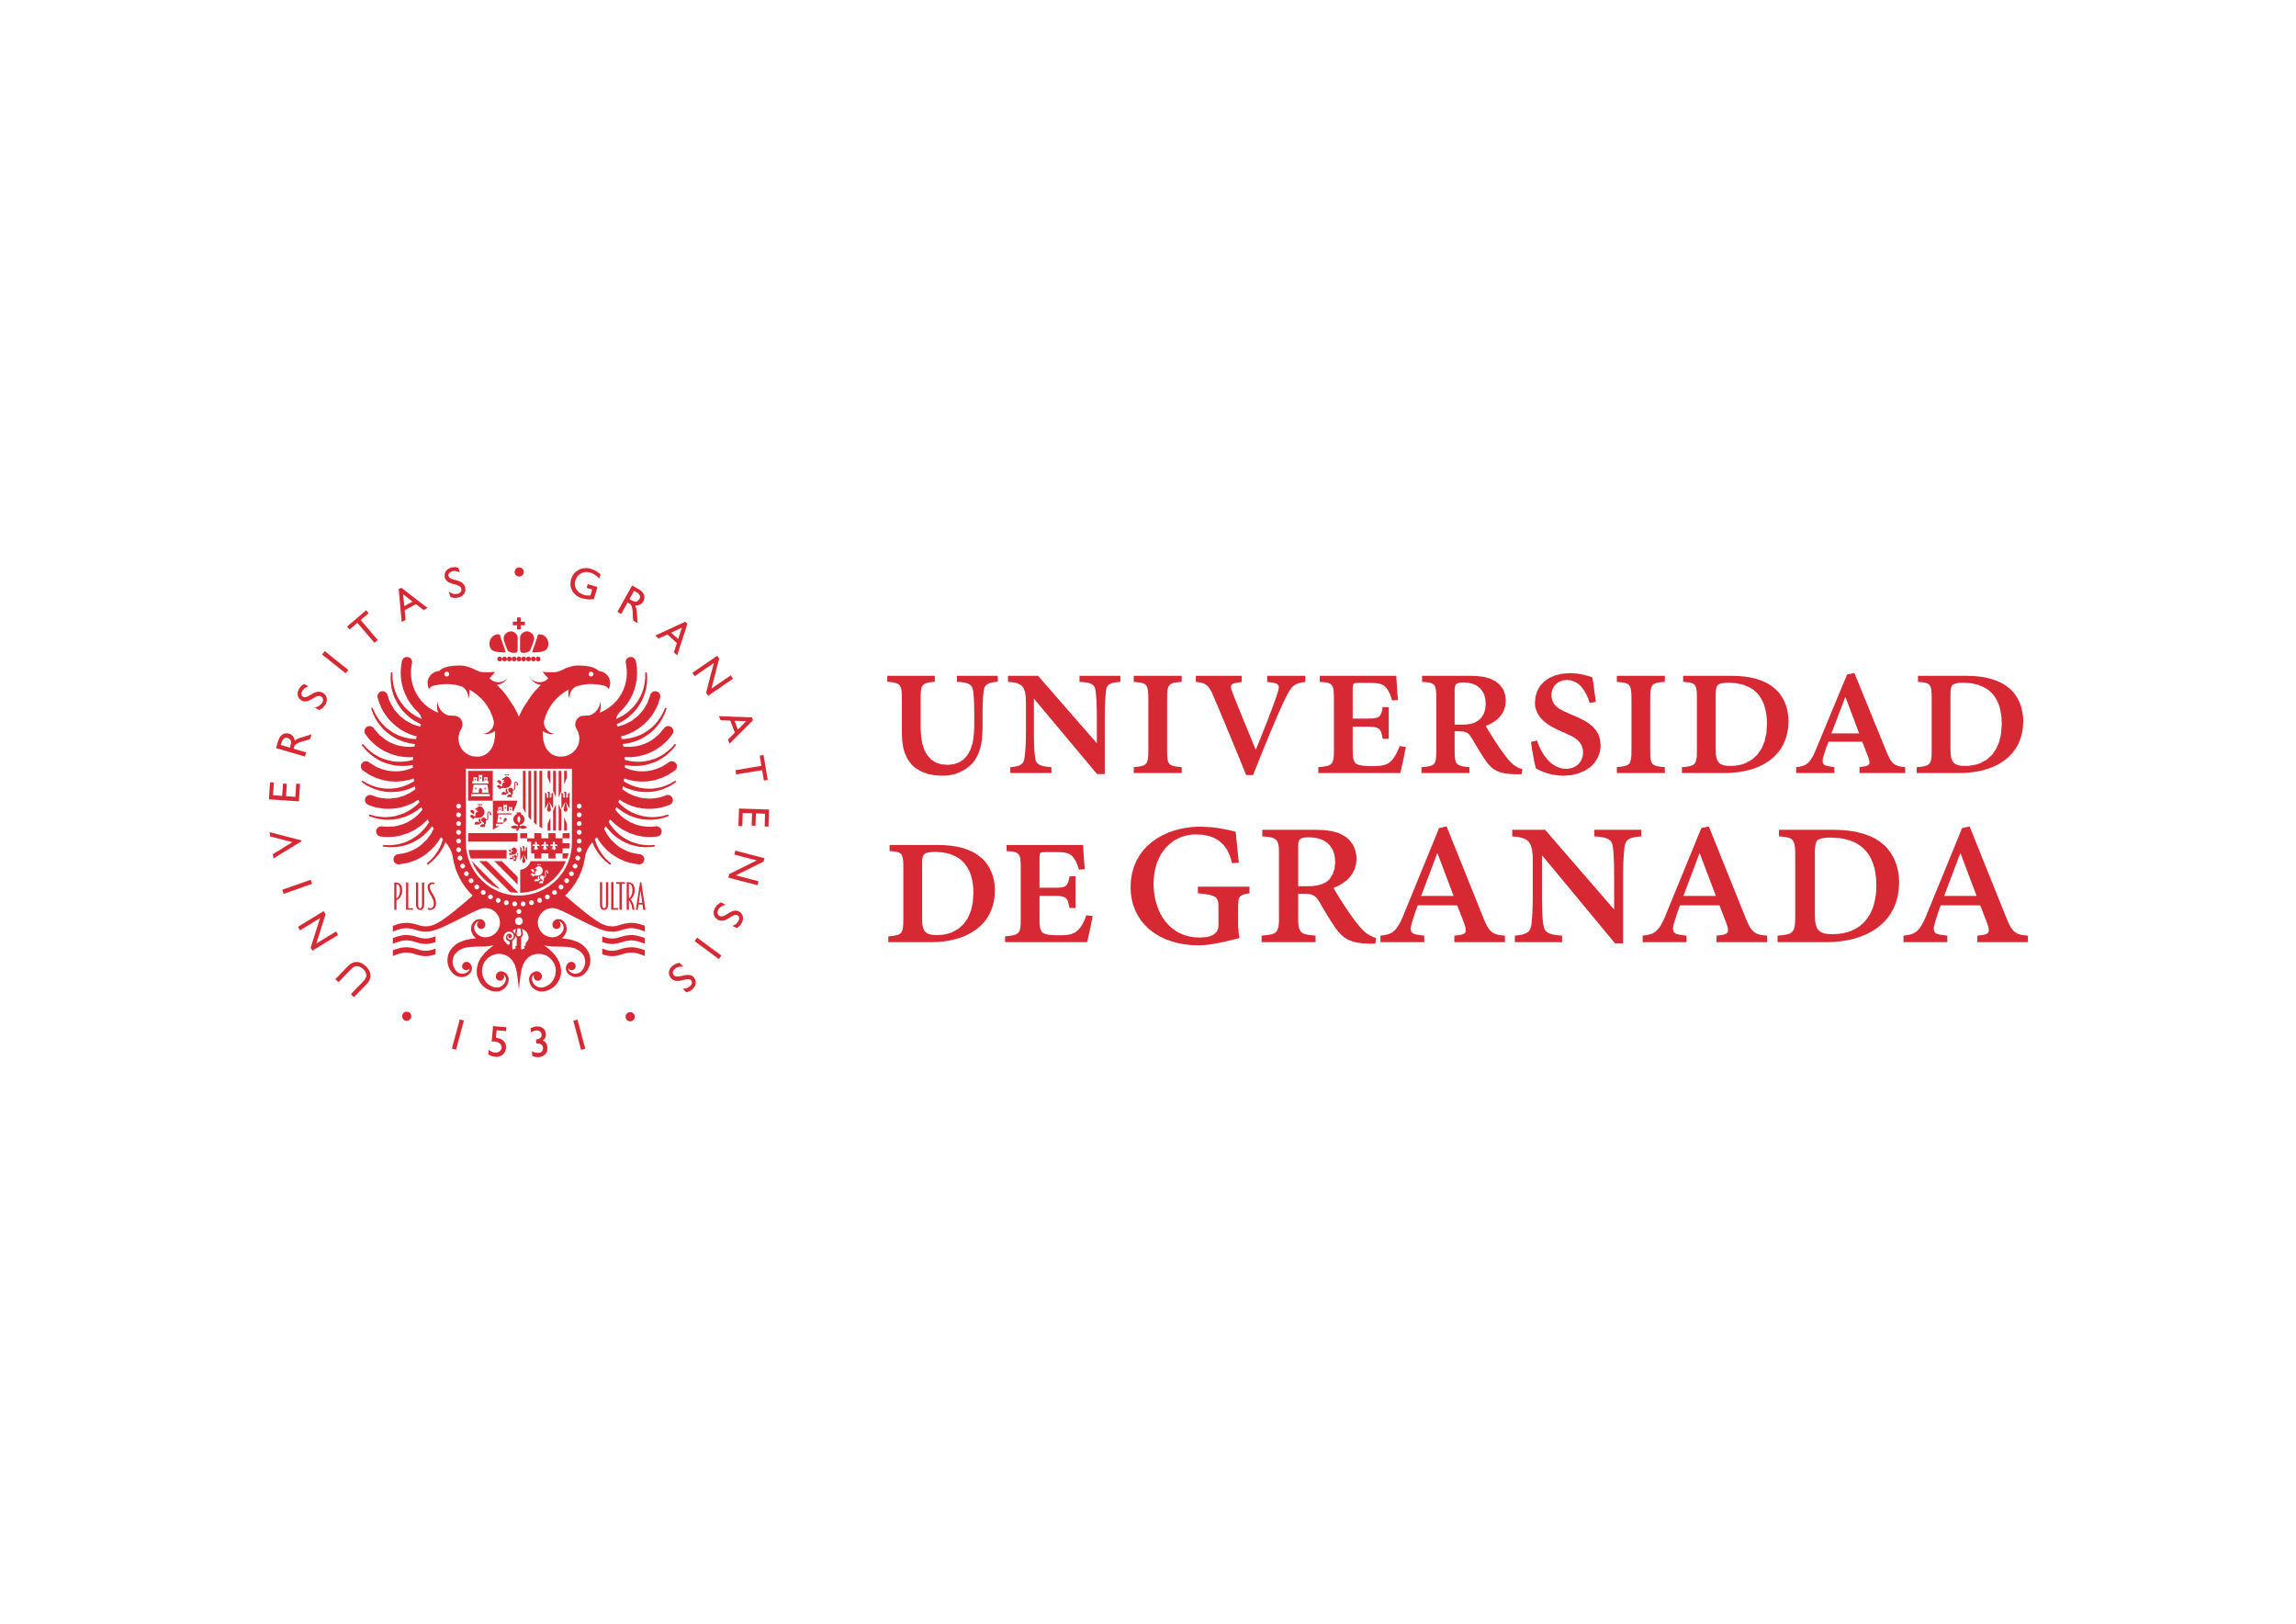 UNIVERSITAS · GRANATENSIS · 1531 ·
PLUS ULTRA
UNIVERSIDAD
DE GRANADA